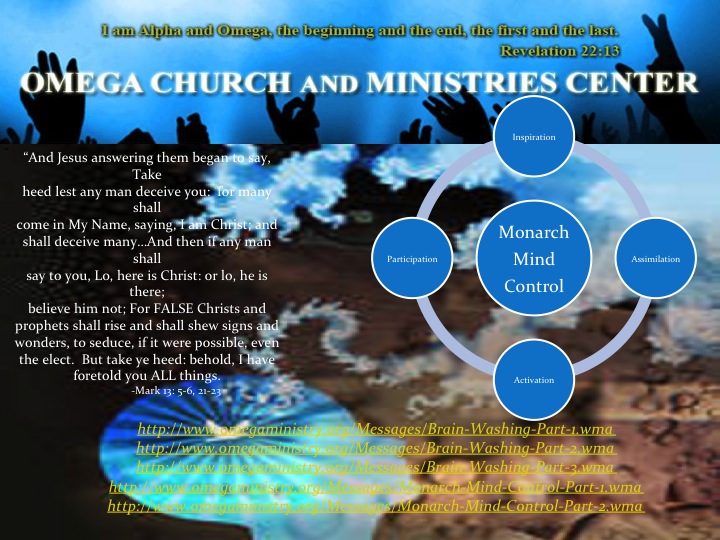 I am Alpha and Omega, the beginning and the end, the first and the last.
Revelation 22:13
OMEGA CHURCH AND MINISTRIES CENTER
“And Jesus answering them began to say,
Take
heed lest any man deceive you:  for many
shall
come in My Name, saying, I am Christ; and
shall deceive many...And then if any man
shall
say to you, Lo, here is Christ: or lo, he is
there;
believe him not; For FALSE Christs and
prophets shall rise and shall shew signs and
wonders, to seduce, if it were possible, even
the elect.  But take ye heed: behold, I have
foretold you ALL things.
-Mark 13: 5-6, 21-23
Inspiration
Participation
Monarch
Mind
Control
Assimilation
Activation
http://www.omegaministry.org/Messages/Brain-Washing-Part-1.wma
http://www.omegaministry.org/Messages/Brain-Washing-Part-2.wma
http://www.omegaministry.org/Messages/Brain-Washing-Part-3.wma
http://www.omegaministry.org/Messages/Monarch-Mind-Control-Part-1.wma
http://www.omegaministry.org/Messages/Monarch-Mind-Control-Part-2.wma